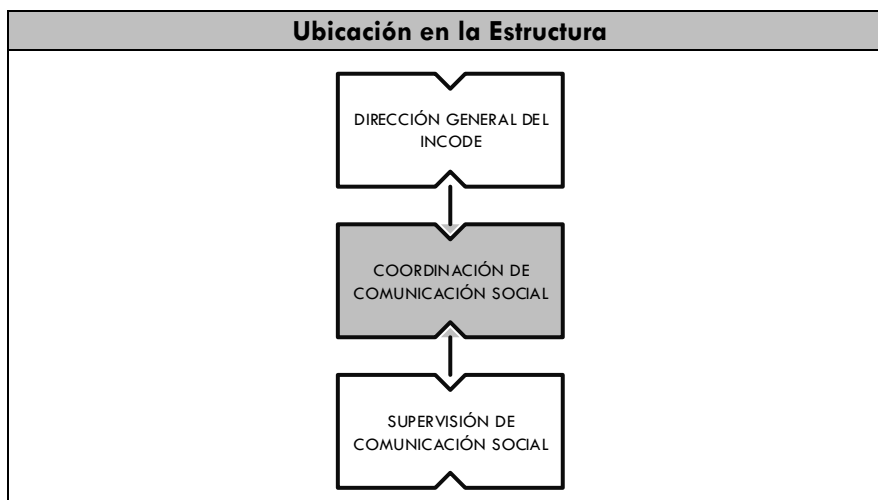 Ubicación en la Estructura
DIRECCIÓN GENERAL DEL
INCODE
COORDINACIÓN DE
COMUNICACIÓN SOCIAL
SUPERVISIÓN DE
COMUNICACIÓN SOCIAL